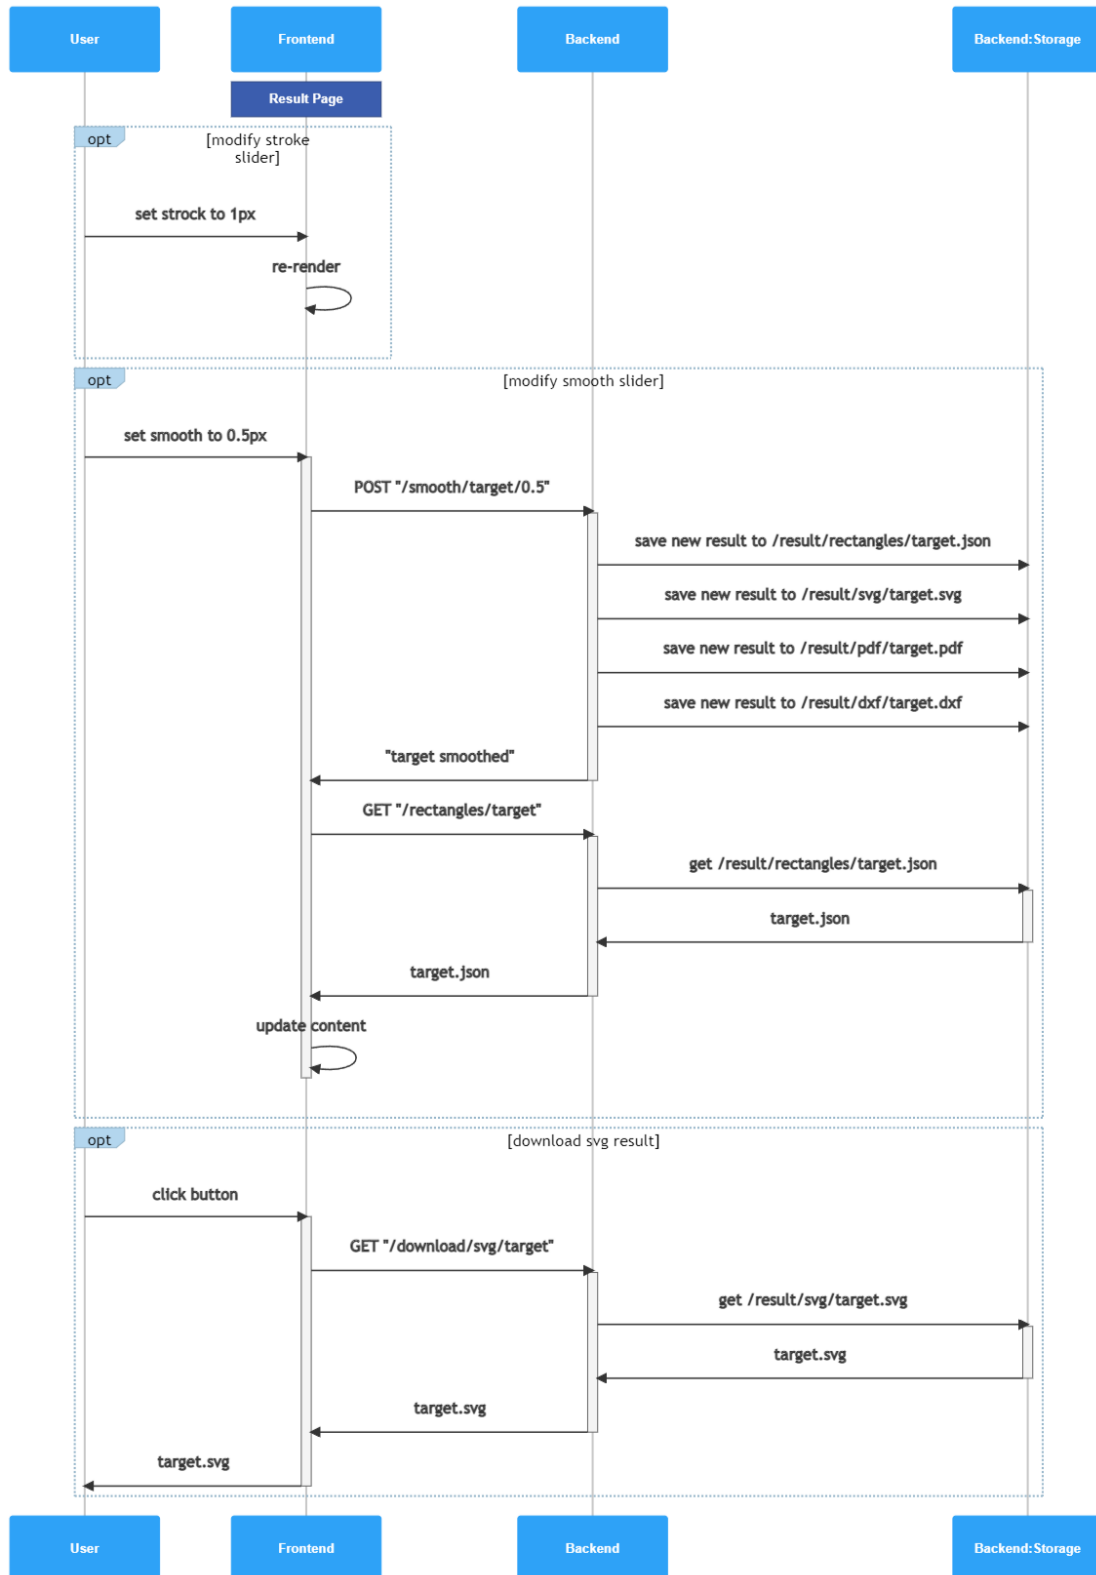 User Frontend Backend Backend:Storage
Result Page
opt [modify stroke
slider]
set strock to 1px
re-render
opt [modify smooth slider]
set smooth to 0.5px
POST "/smooth/target/0.5"
save new result to /result/rectangles/target.json
save new result to /result/svg/target.svg
save new result to /result/pdf/target.pdf
save new result to /result/dxf/target.dxf
"target smoothed"
GET "/rectangles/target"
get /result/rectangles/target.json
target.json
target.json
update content
opt [download svg result]
click button
GET "/download/svg/target"
get /result/svg/target.svg
target.svg
target.svg
target.svg
User Frontend Backend Backend:Storage